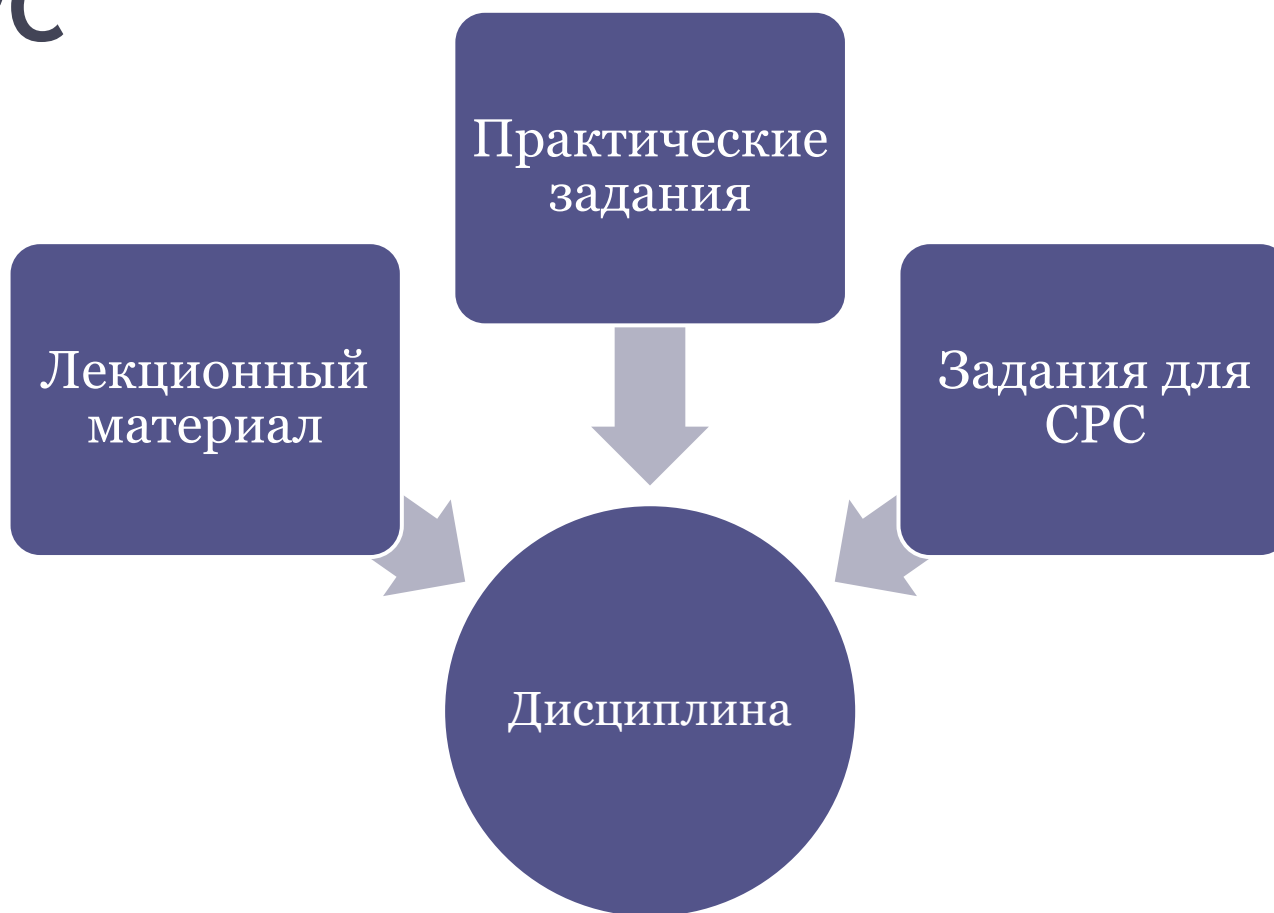 Практические
задания
Лекционный
материал
Задания для
СРС
Дисциплина